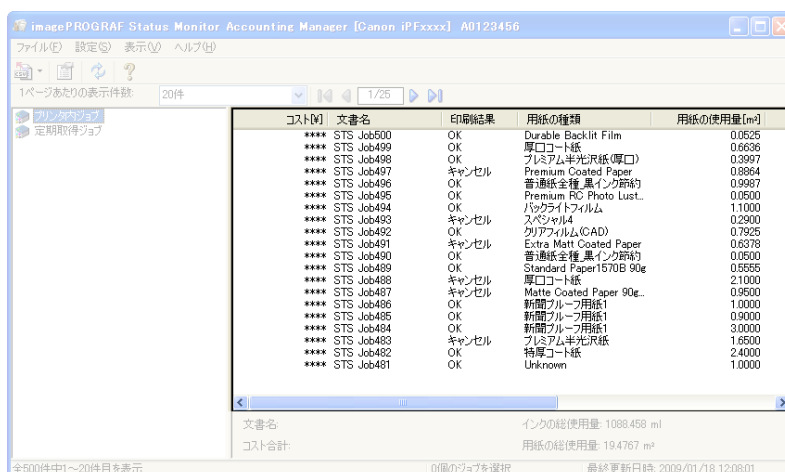 imagePROGRAF Status Monitor Accounting Manager [Canon iPFxxxx] A0123456
ファイル(F) 設定(S) 表示(V) ヘルプ(H)
1ページあたりの表示件数: 20件 1/25
プリンタ内ジョブ
定期取得ジョブ
コスト[¥] 文書名 印刷結果 用紙の種類 用紙の使用量[m²]
**** STS Job500 OK Durable Backlit Film 0.0525
**** STS Job499 OK 厚口コート紙 0.6636
**** STS Job498 OK プレミアム半光沢紙(厚口) 0.3997
**** STS Job497 キャンセル Premium Coated Paper 0.8864
**** STS Job496 OK 普通紙全種_黒インク節約 0.9987
**** STS Job495 OK Premium RC Photo Lust... 0.0500
**** STS Job494 OK バックライトフィルム 1.1000
**** STS Job493 キャンセル スペシャル4 0.2900
**** STS Job492 OK クリアフィルム(CAD) 0.7925
**** STS Job491 キャンセル Extra Matt Coated Paper 0.6378
**** STS Job490 OK 普通紙全種_黒インク節約 0.0500
**** STS Job489 OK Standard Paper1570B 90g 0.5555
**** STS Job488 キャンセル 厚口コート紙 2.1000
**** STS Job487 キャンセル Matte Coated Paper 90g... 0.9500
**** STS Job486 OK 新聞プルーフ用紙1 1.0000
**** STS Job485 OK 新聞プルーフ用紙1 0.9000
**** STS Job484 OK 新聞プルーフ用紙1 3.0000
**** STS Job483 キャンセル プレミアム半光沢紙 1.6500
**** STS Job482 OK 特厚コート紙 2.4000
**** STS Job481 OK Unknown 1.0000
文書名: インクの総使用量: 1088.458 ml
コスト合計: 用紙の総使用量: 19.4767 m²
全500件中1～20件目を表示 0個のジョブを選択 最終更新日時: 2009/01/18 12:08:01